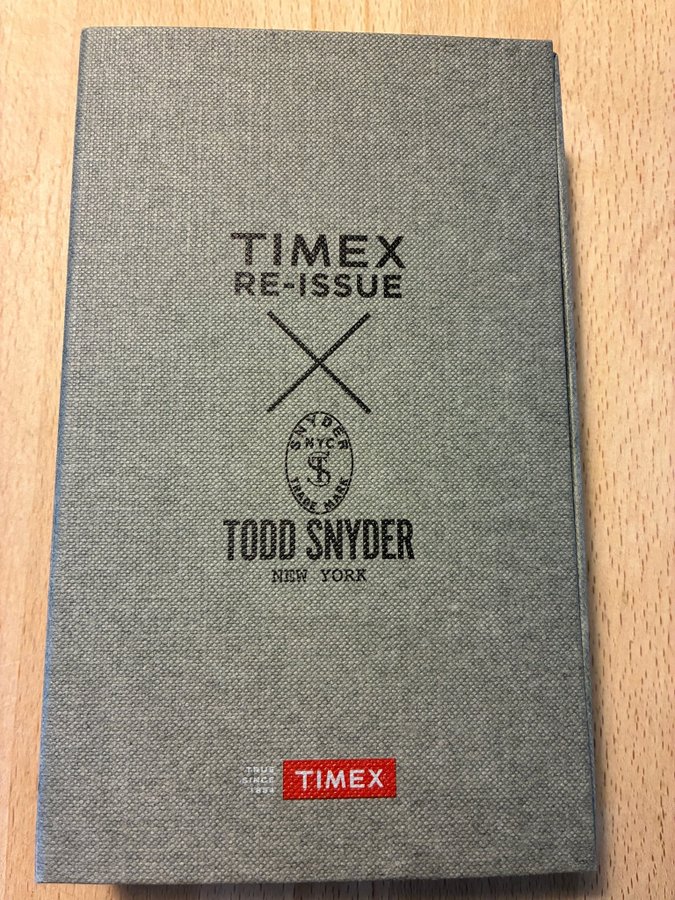 TIMEX
RE-ISSUE
SNYDER
NYC
TS
TRADE MARK
TODD SNYDER
NEW YORK
TRUE
SINCE
1854
TIMEX